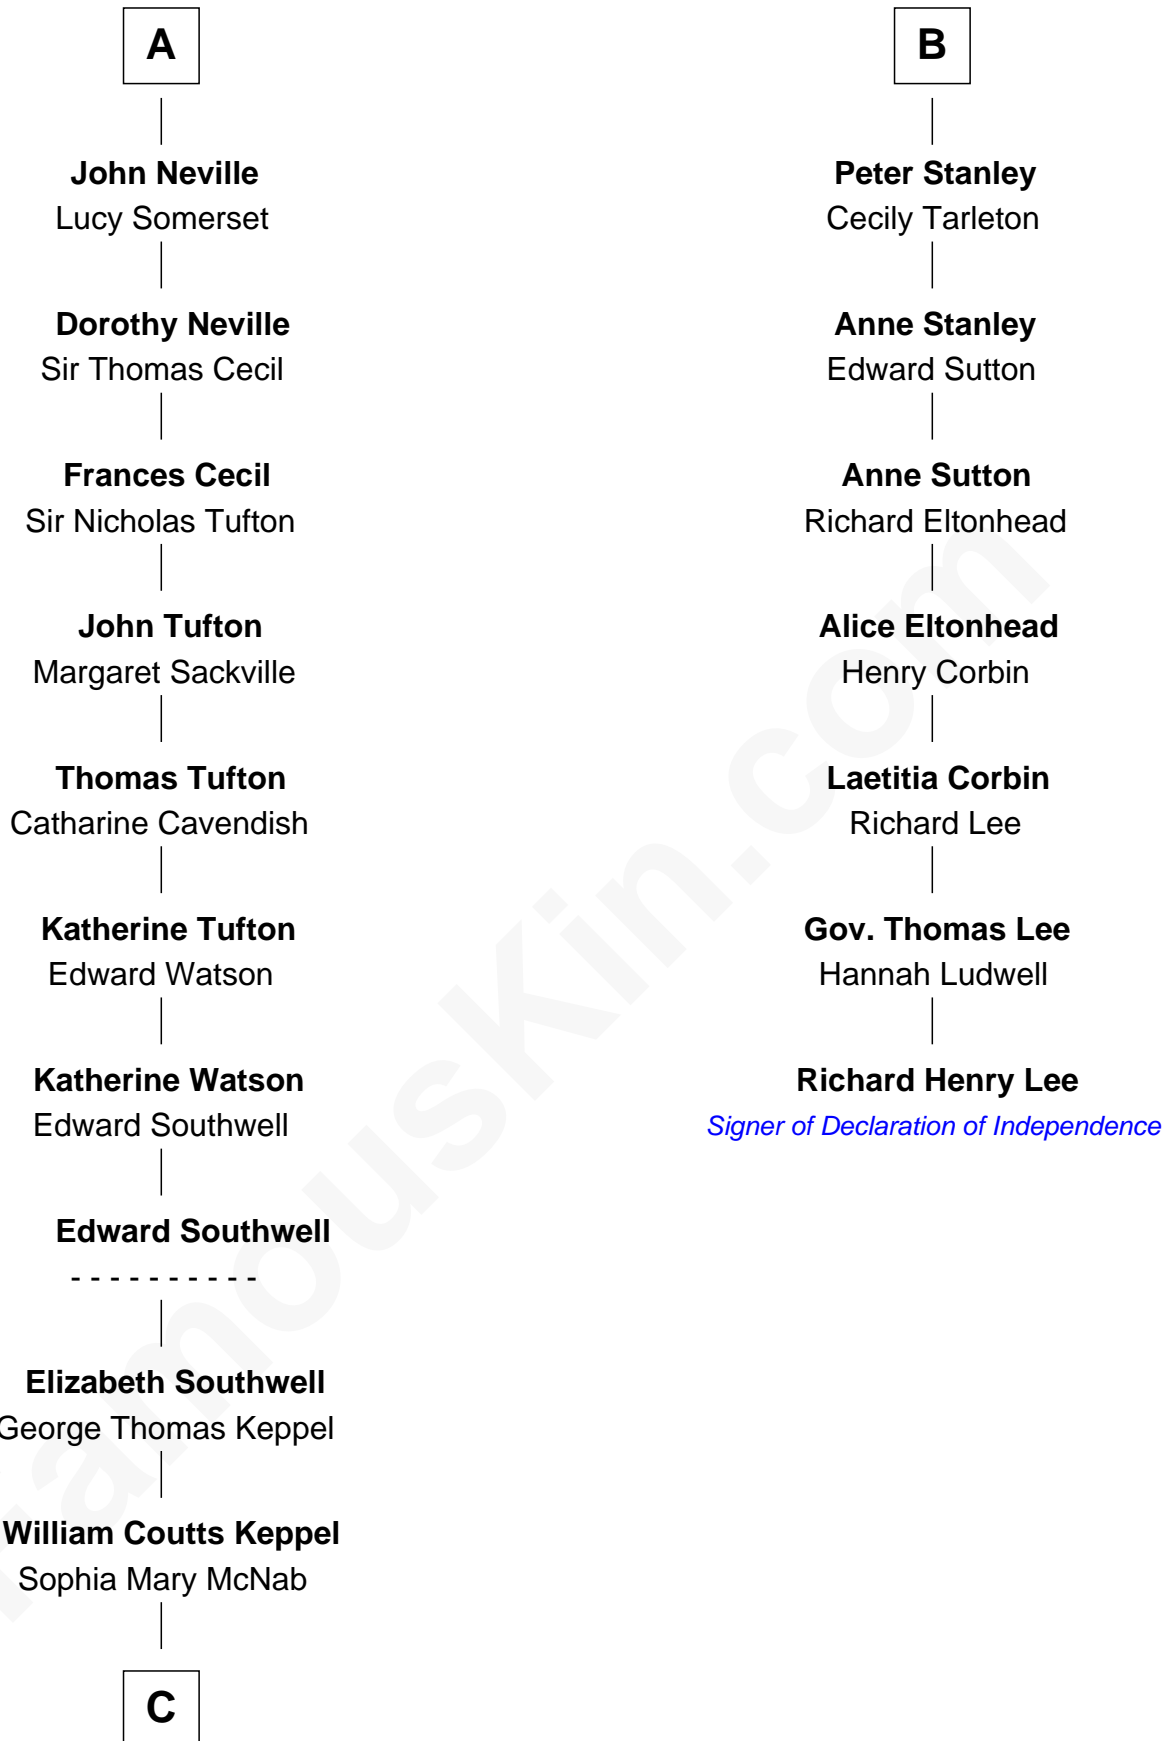 A
John Neville
Lucy Somerset
Dorothy Neville
Sir Thomas Cecil
Frances Cecil
Sir Nicholas Tufton
John Tufton
Margaret Sackville
Thomas Tufton
Catharine Cavendish
Katherine Tufton
Edward Watson
Katherine Watson
Edward Southwell
Edward Southwell
- - - - - - - - - -
Elizabeth Southwell
George Thomas Keppel
William Coutts Keppel
Sophia Mary McNab
C
B
Peter Stanley
Cecily Tarleton
Anne Stanley
Edward Sutton
Anne Sutton
Richard Eltonhead
Alice Eltonhead
Henry Corbin
Laetitia Corbin
Richard Lee
Gov. Thomas Lee
Hannah Ludwell
Richard Henry Lee
Signer of Declaration of Independence
FamousKin.com